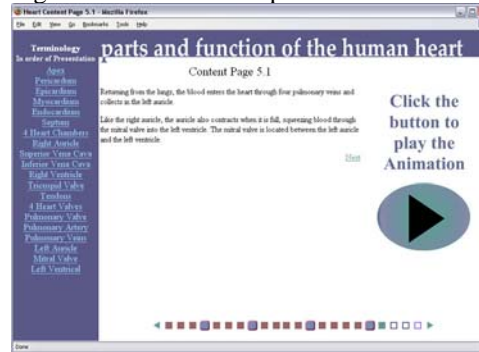 Heart Content Page 5.1 - Mozilla Firefox
File Edit View Go Bookmarks Tools Help
Terminology
In order of Presentation
Apex
Pericardium
Epicardium
Myocardium
Endocardium
Septum
4 Heart Chambers
Right Auricle
Superior Vena Cava
Inferior Vena Cava
Right Ventricle
Tricuspid Valve
Tendons
4 Heart Valves
Pulmonary Valve
Pulmonary Artery
Pulmonary Veins
Left Auricle
Mitral Valve
Left Ventrical
parts and function of the human heart
Content Page 5.1
Returning from the lungs, the blood enters the heart through four pulmonary veins and
collects in the left auricle.
Like the right auricle, the auricle also contracts when it is full, squeezing blood through
the mitral valve into the left ventricle. The mitral valve is located between the left auricle
and the left ventricle.
Next
Click the
button to
play the
Animation
Done